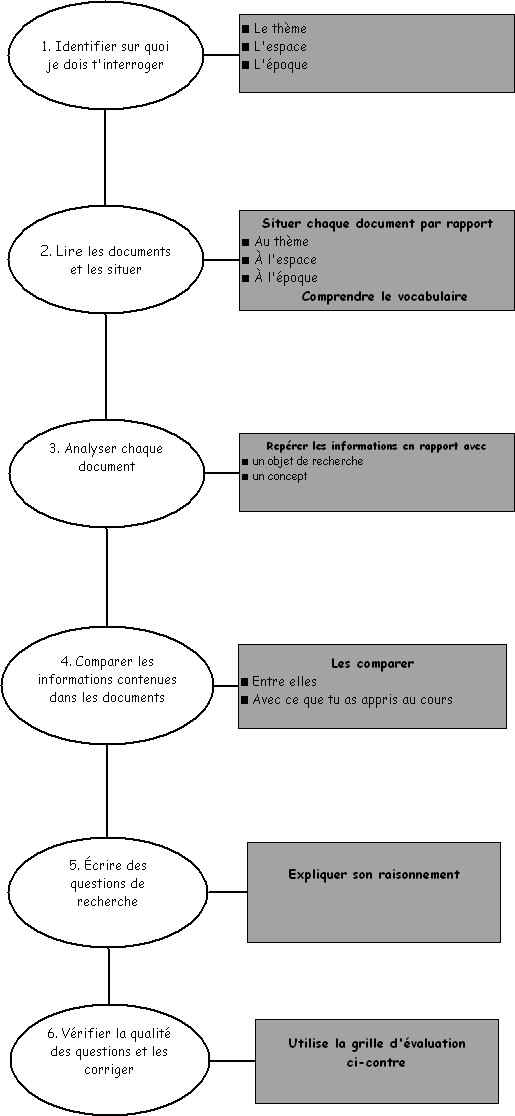 1. Identifier sur quoi
je dois t'interroger
■ Le thème
■ L'espace
■ L'époque
2. Lire les documents
et les situer
Situer chaque document par rapport
■ Au thème
■ À l'espace
■ À l'époque
Comprendre le vocabulaire
3. Analyser chaque
document
Repérer les informations en rapport avec
■ un objet de recherche
■ un concept
4. Comparer les
informations contenues
dans les documents
Les comparer
■ Entre elles
■ Avec ce que tu as appris au cours
5. Écrire des
questions de
recherche
Expliquer son raisonnement
6. Vérifier la qualité
des questions et les
corriger
Utilise la grille d'évaluation
ci-contre